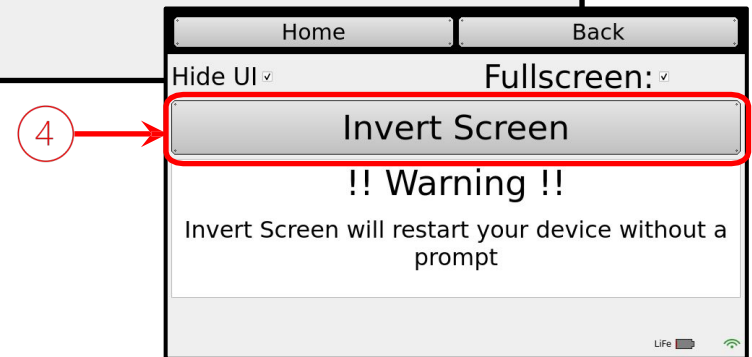 Home Back
Hide UI Fullscreen:
4
Invert Screen
!! Warning !!
Invert Screen will restart your device without a
prompt
LiFe